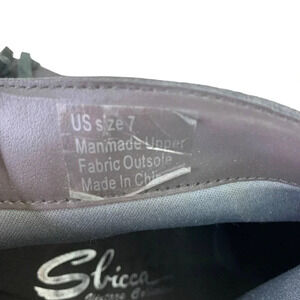 US size 7
Manmade Upper
Fabric Outsole
Made In China
Sbicca